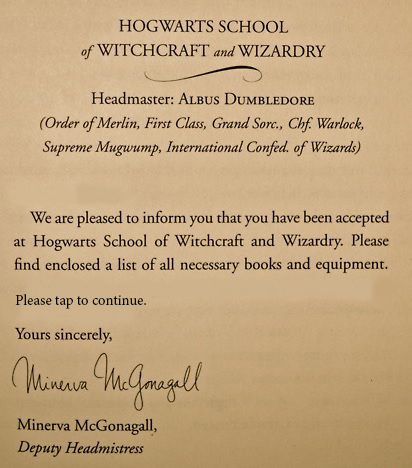 HOGWARTS SCHOOL
of WITCHCRAFT and WIZARDRY
Headmaster: ALBUS DUMBLEDORE
(Order of Merlin, First Class, Grand Sorc., Chf. Warlock,
Supreme Mugwump, International Confed. of Wizards)
We are pleased to inform you that you have been accepted
at Hogwarts School of Witchcraft and Wizardry. Please
find enclosed a list of all necessary books and equipment.
Please tap to continue.
Yours sincerely,
Minerva McGonagall
Minerva McGonagall,
Deputy Headmistress